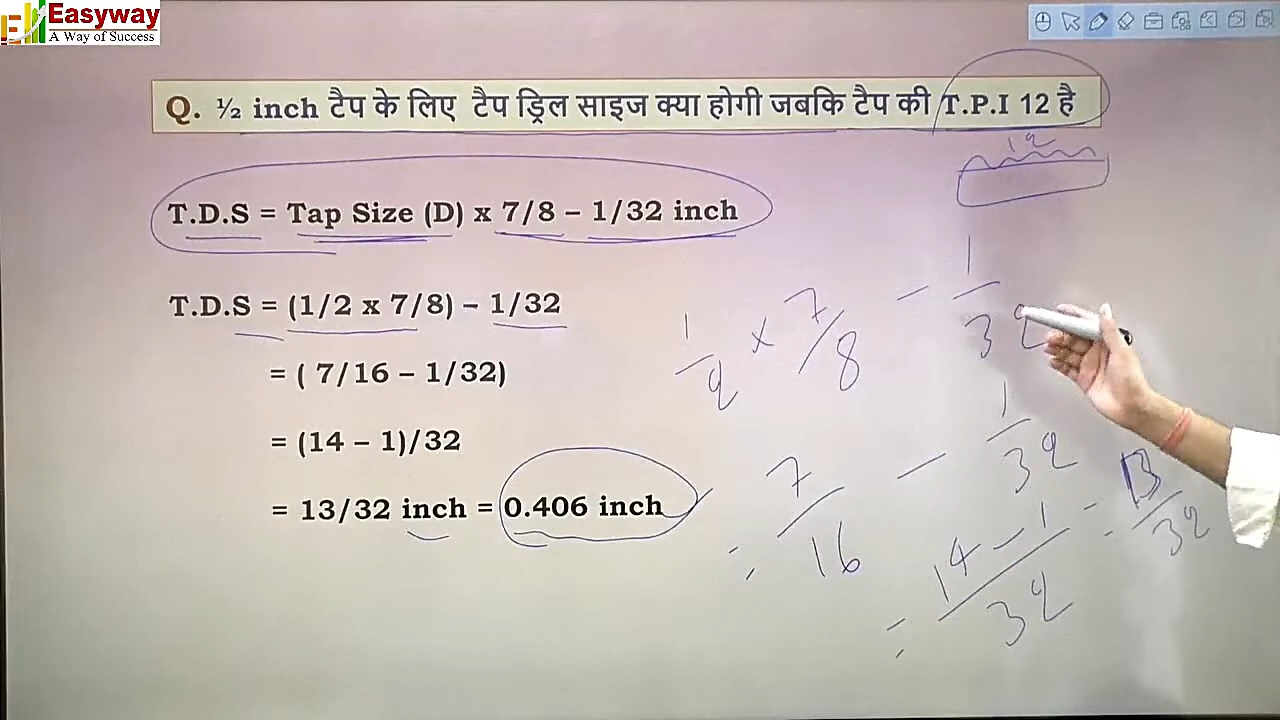 Easyway
A Way of Success
Q. ½ inch टैप के लिए टैप ड्रिल साइज क्या होगी जबकि टैप की T.P.I 12 है
12
T.D.S = Tap Size (D) x 7/8 – 1/32 inch
T.D.S = (1/2 x 7/8) – 1/32
1/2 x 7/8 – 1/32
= ( 7/16 – 1/32)
= 7/16 – 1/32
= (14 – 1)/32
= 14 – 1/32 = 13/32
= 13/32 inch = 0.406 inch